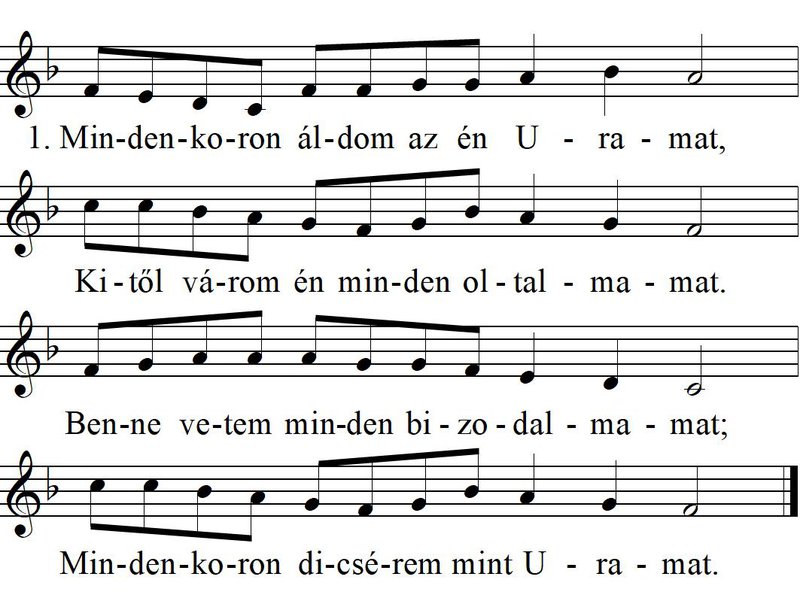 1. Min-den-ko-ron ál-dom az én U - ra - mat,
Ki - től vá-rom én min-den ol - tal - ma - mat.
Ben-ne ve-tem min-den bi - zo - dal - ma - mat;
Min-den-ko-ron di-csé-rem mint U - ra - mat.